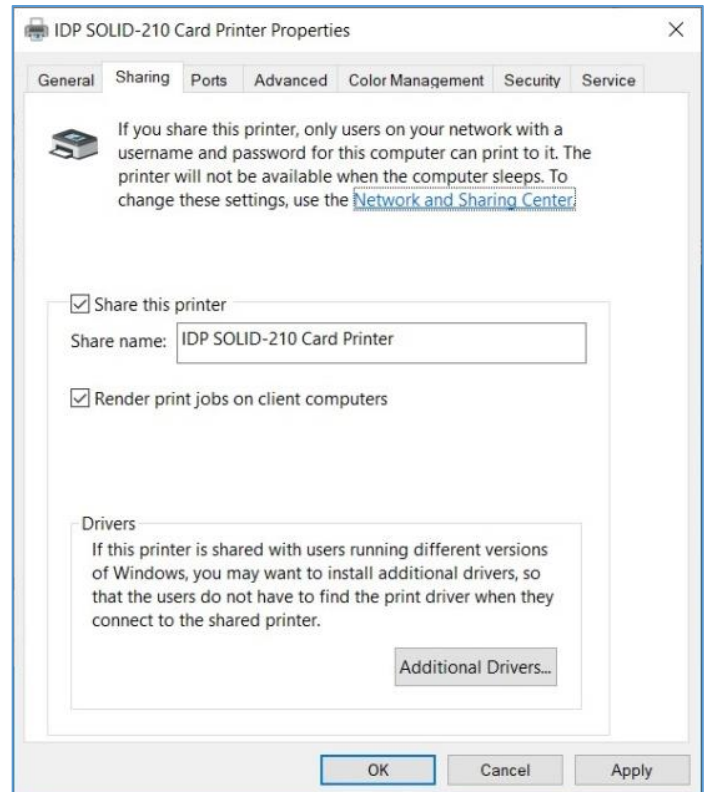 IDP SOLID-210 Card Printer Properties
General Sharing Ports Advanced Color Management Security Service
If you share this printer, only users on your network with a
username and password for this computer can print to it. The
printer will not be available when the computer sleeps. To
change these settings, use the Network and Sharing Center.
Share this printer
Share name: IDP SOLID-210 Card Printer
Render print jobs on client computers
Drivers
If this printer is shared with users running different versions
of Windows, you may want to install additional drivers, so
that the users do not have to find the print driver when they
connect to the shared printer.
Additional Drivers...
OK Cancel Apply